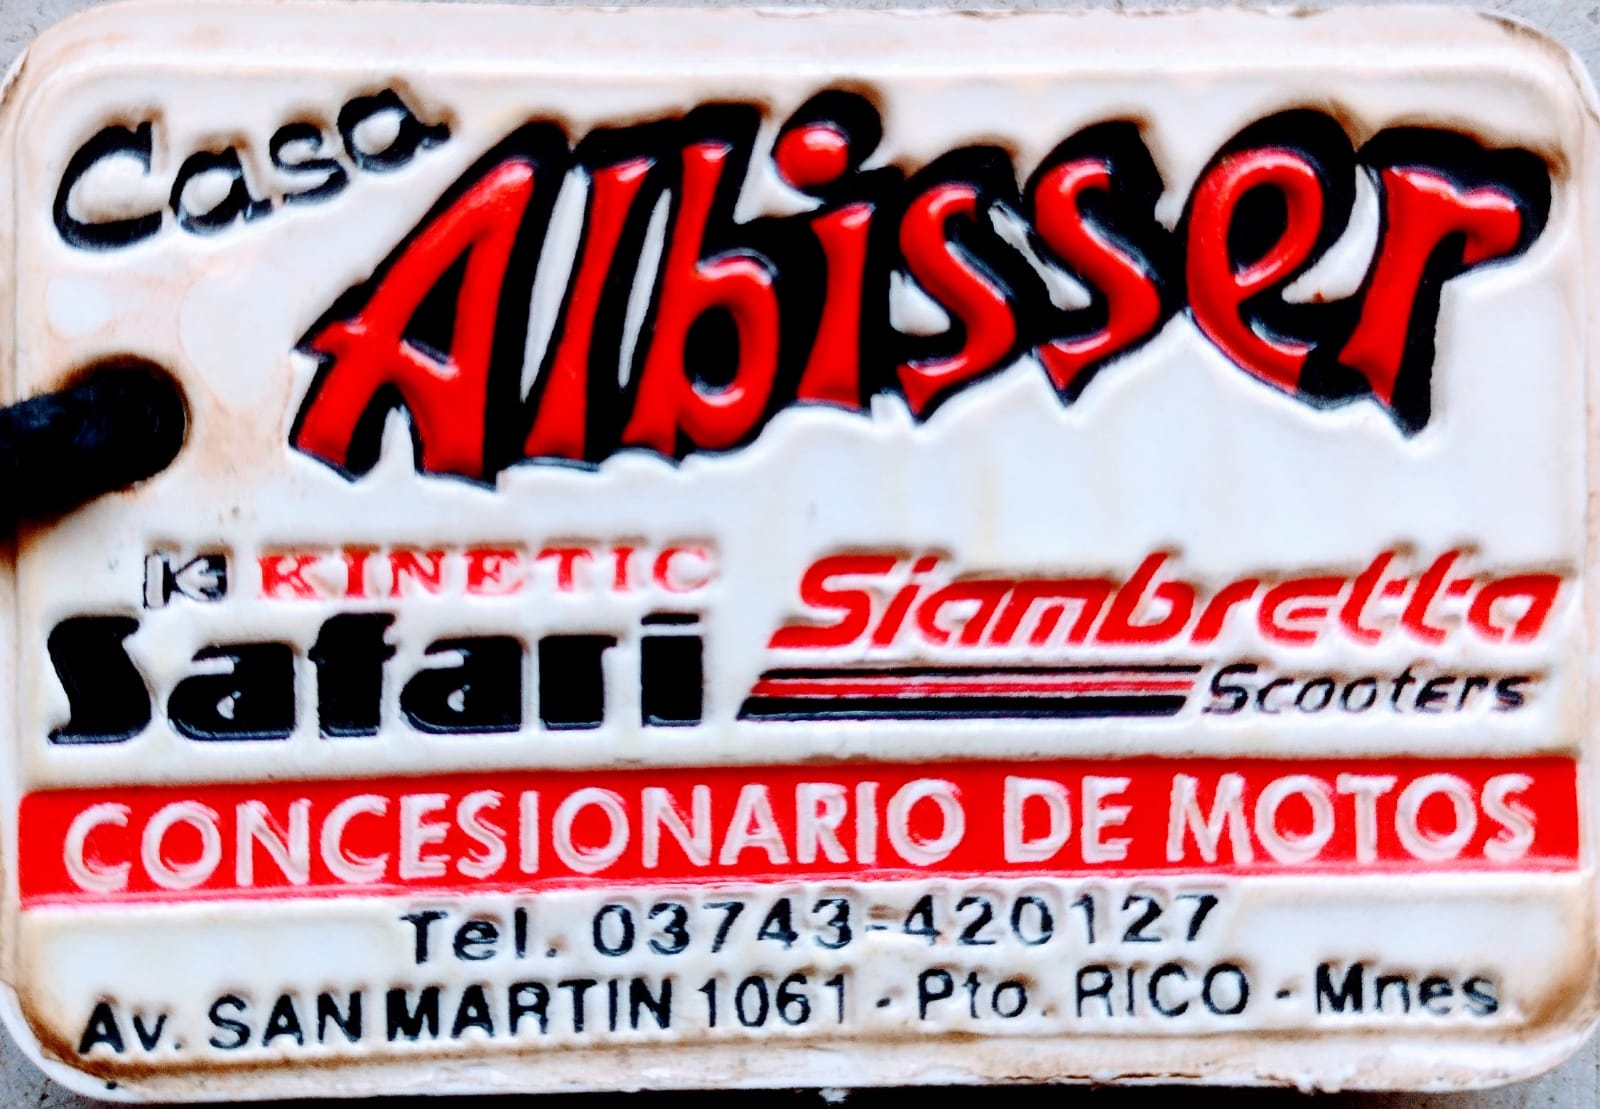 Casa Albisser
K KINETIC
Safari
Siambretta
Scooters
CONCESIONARIO DE MOTOS
Tel. 03743-420127
Av. SAN MARTIN 1061 - Pto. RICO - Mnes.